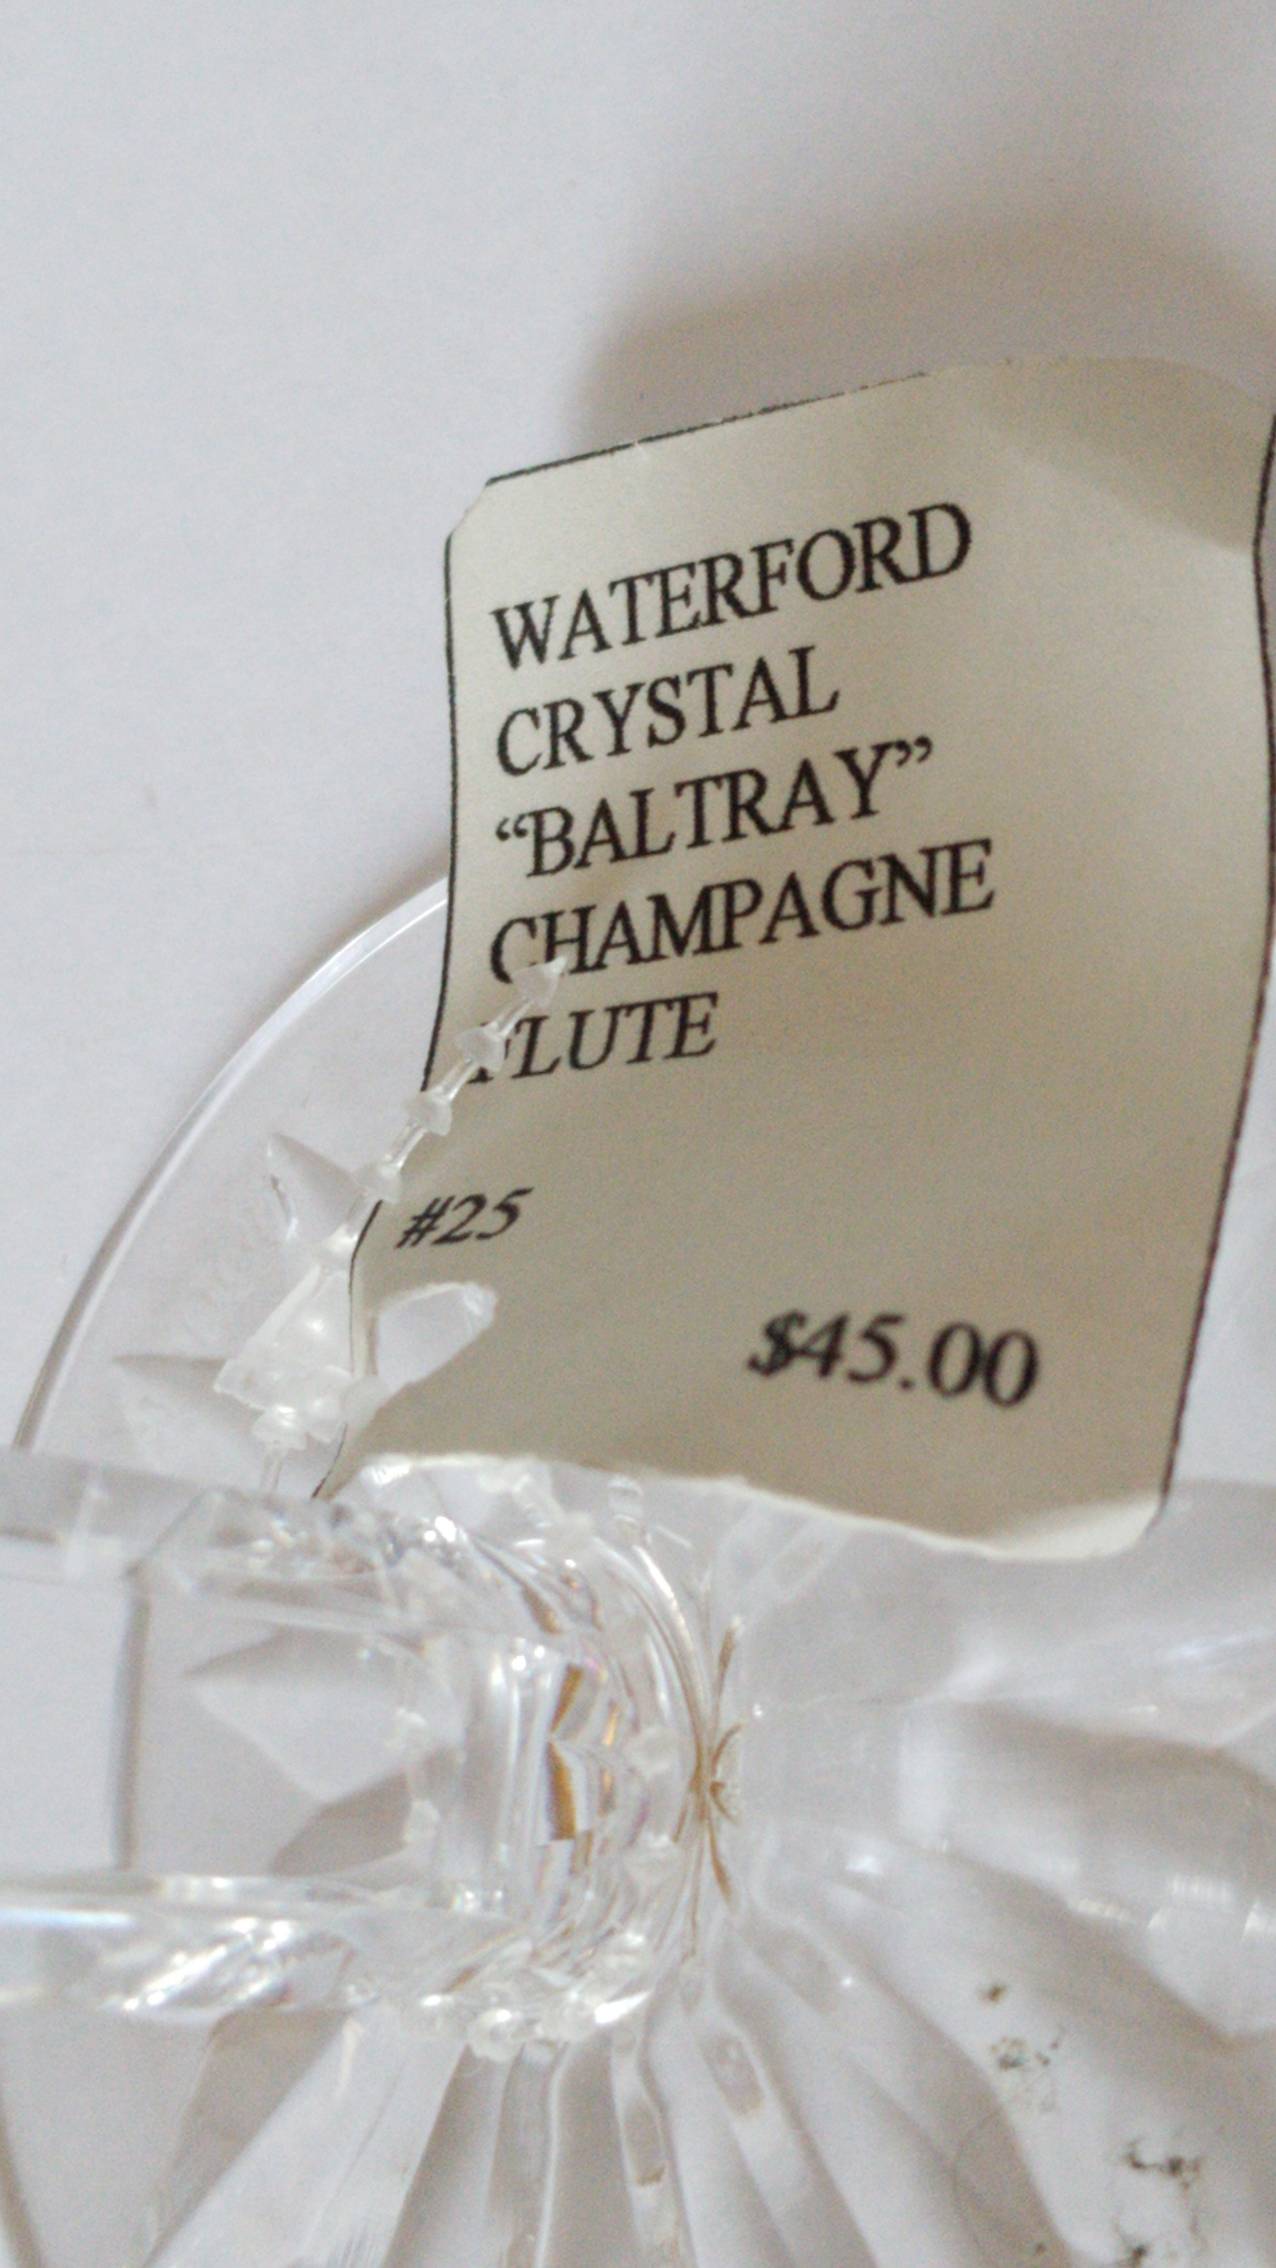 WATERFORD
CRYSTAL
“BALTRAY”
CHAMPAGNE
FLUTE
#25
$45.00